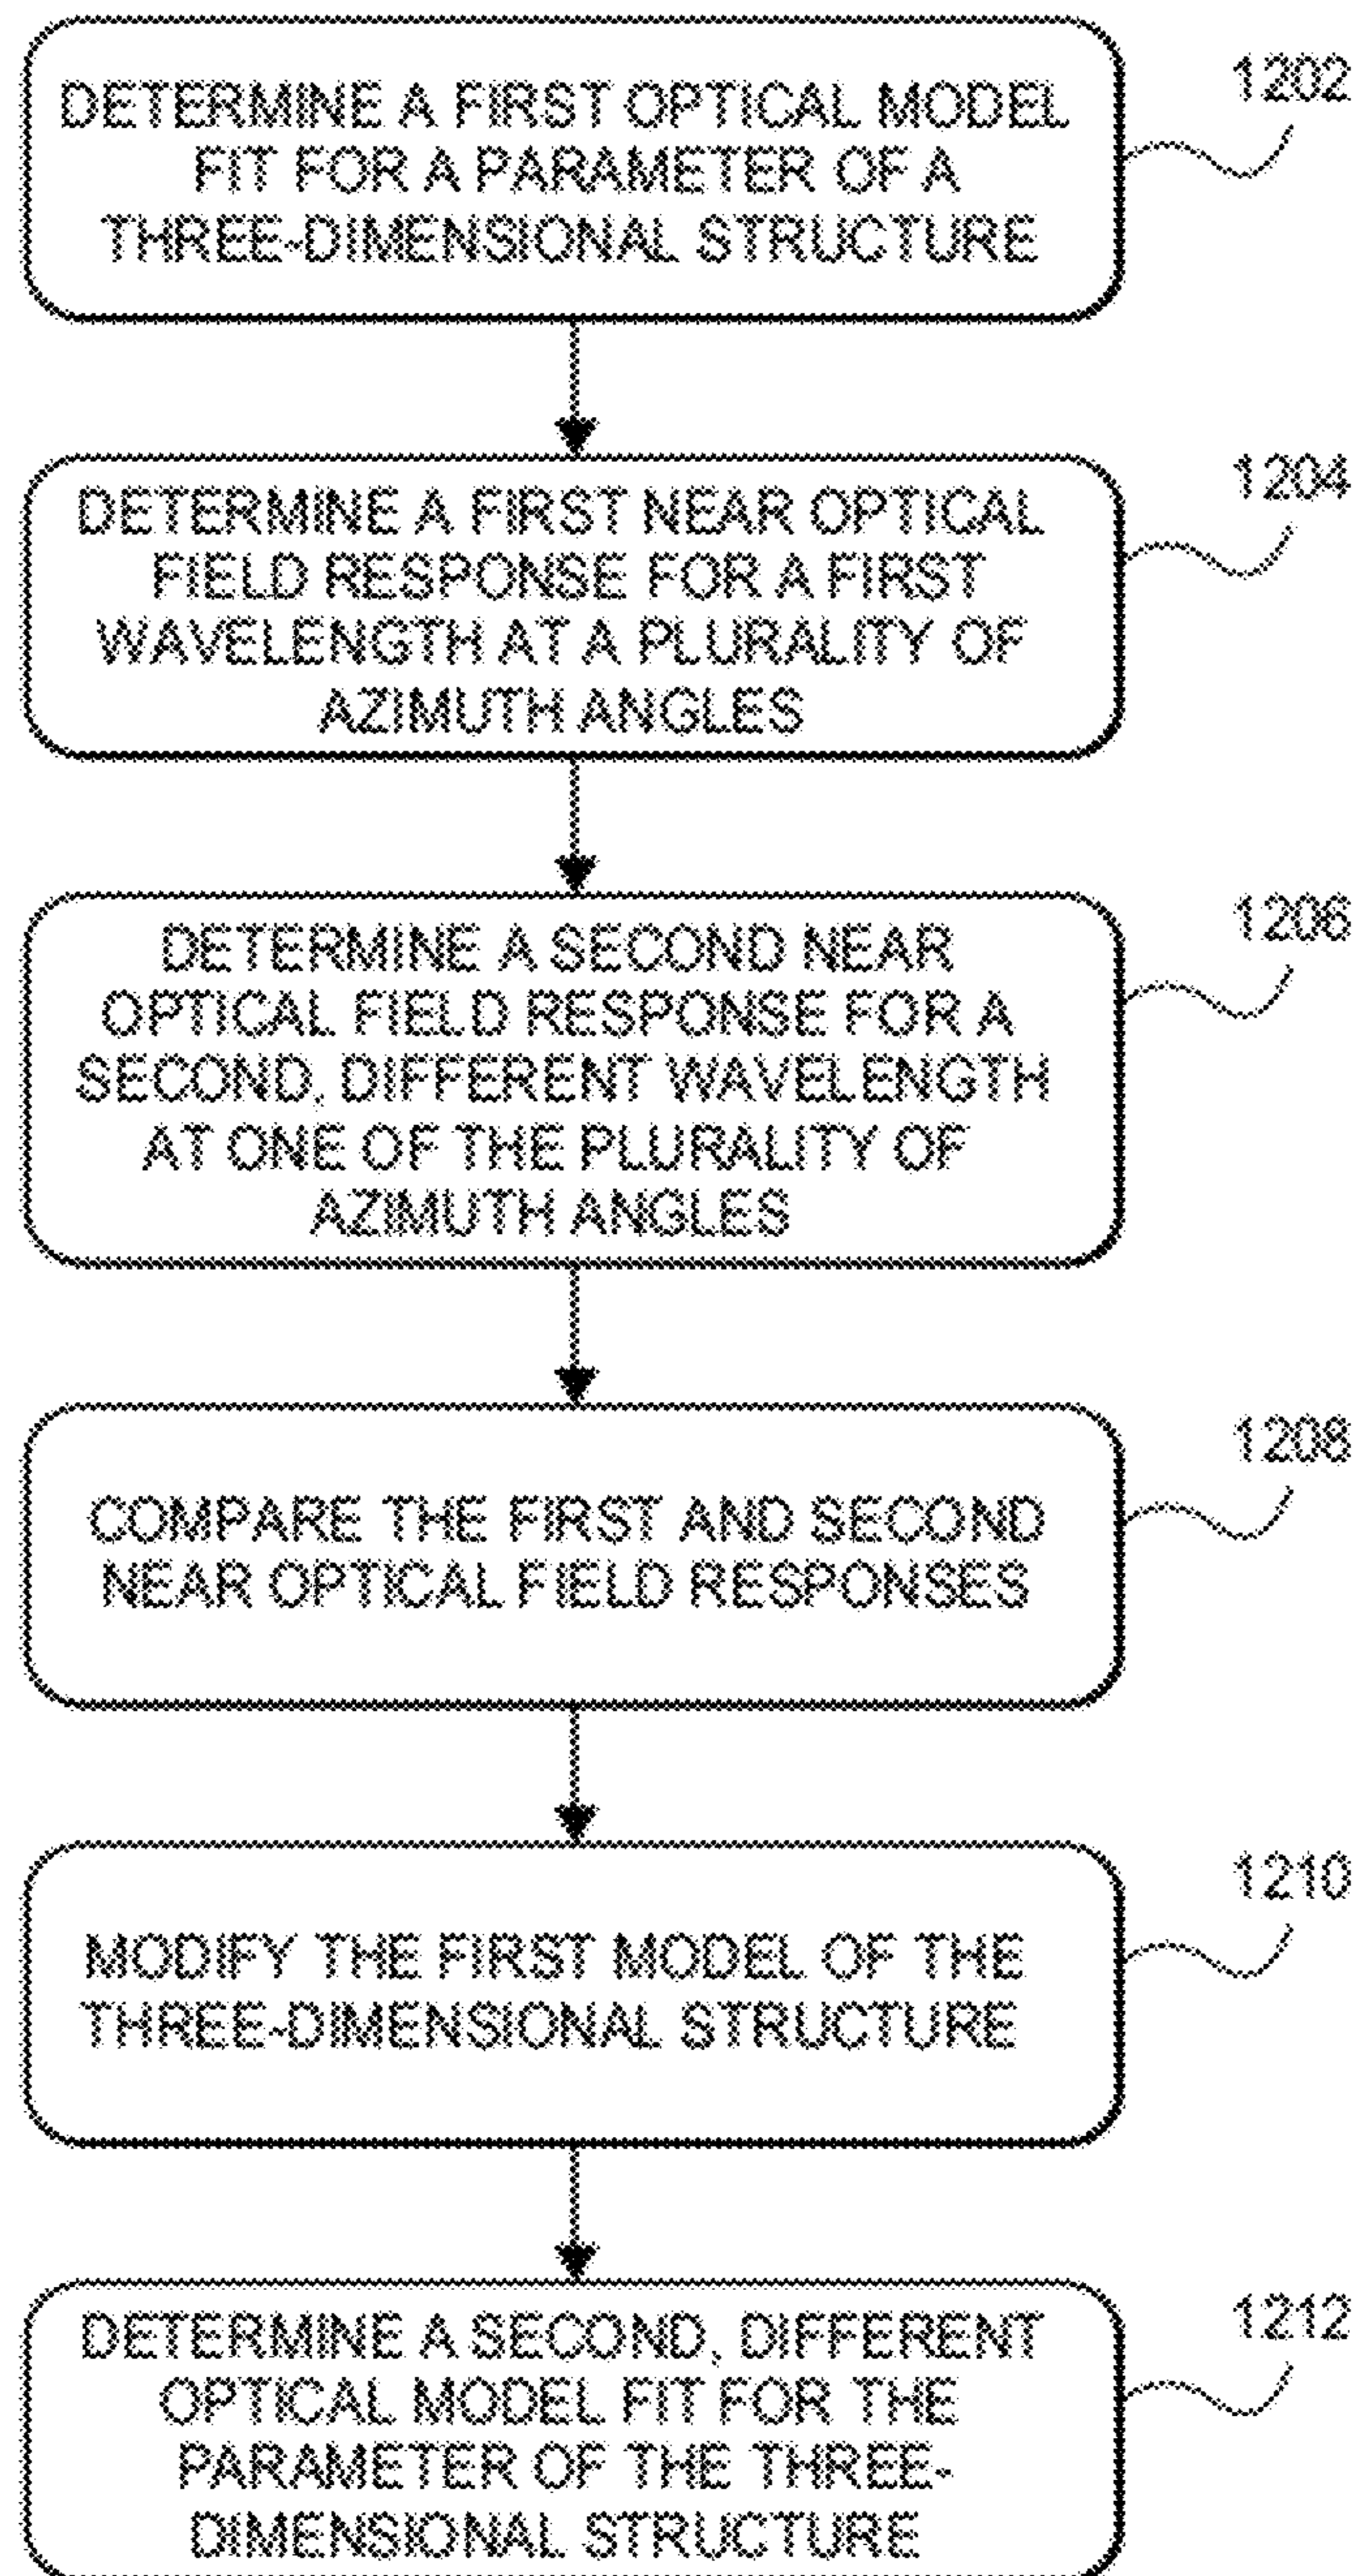 DETERMINE A FIRST OPTICAL MODEL
FIT FOR A PARAMETER OF A
THREE-DIMENSIONAL STRUCTURE
1202
DETERMINE A FIRST NEAR OPTICAL
FIELD RESPONSE FOR A FIRST
WAVELENGTH AT A PLURALITY OF
AZIMUTH ANGLES
1204
DETERMINE A SECOND NEAR
OPTICAL FIELD RESPONSE FOR A
SECOND, DIFFERENT WAVELENGTH
AT ONE OF THE PLURALITY OF
AZIMUTH ANGLES
1206
COMPARE THE FIRST AND SECOND
NEAR OPTICAL FIELD RESPONSES
1208
MODIFY THE FIRST MODEL OF THE
THREE-DIMENSIONAL STRUCTURE
1210
DETERMINE A SECOND, DIFFERENT
OPTICAL MODEL FIT FOR THE
PARAMETER OF THE THREE-
DIMENSIONAL STRUCTURE
1212